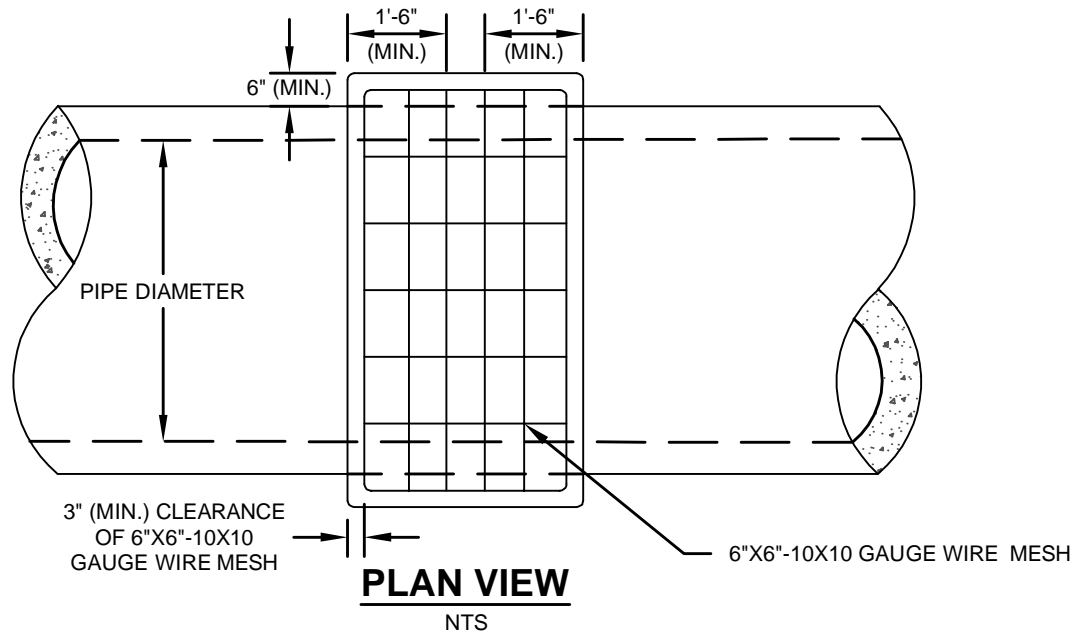 1'-6"
(MIN.)
1'-6"
(MIN.)
6" (MIN.)
PIPE DIAMETER
3" (MIN.) CLEARANCE
OF 6"X6"-10X10
GAUGE WIRE MESH
6"X6"-10X10 GAUGE WIRE MESH
PLAN VIEW
NTS